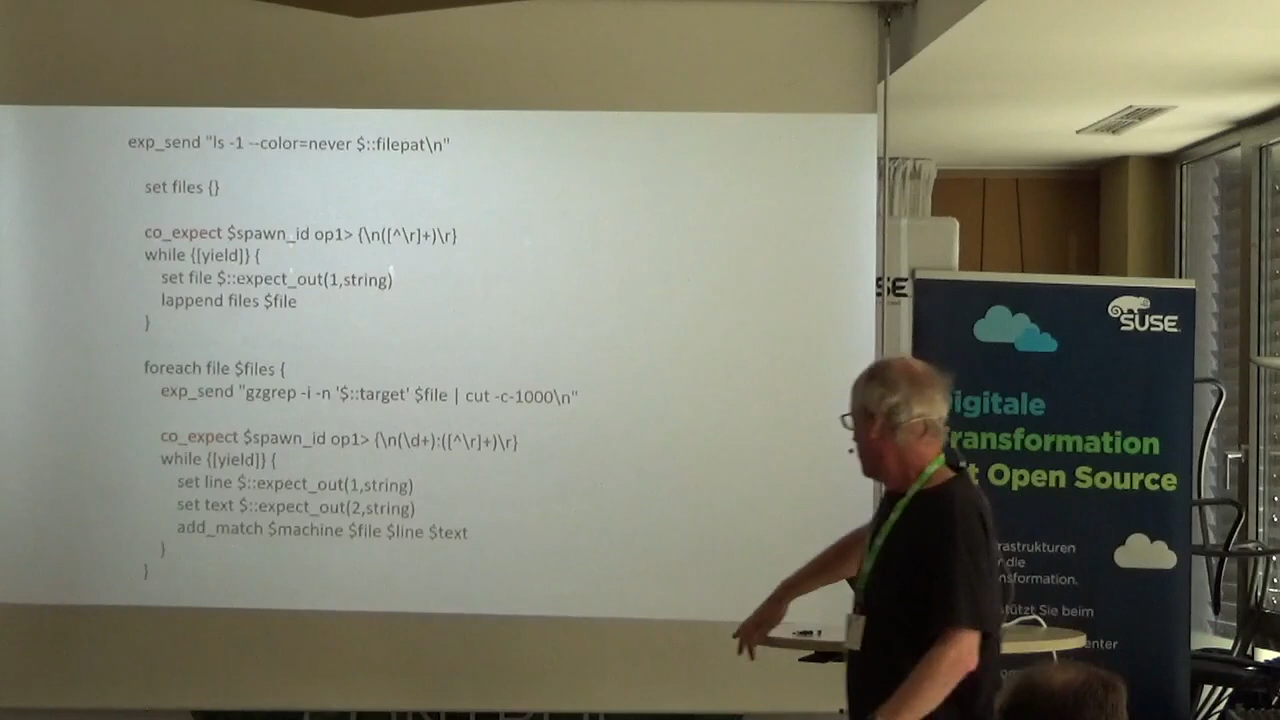 exp_send "ls -1 --color=never $::filepat\n"
set files {}
co_expect $spawn_id op1> {\n([^\r]+)\r}
while {[yield]} {
set file $::expect_out(1,string)
lappend files $file
}
foreach file $files {
exp_send "gzgrep -i -n '$::target' $file | cut -c-1000\n"
co_expect $spawn_id op1> {\n(\d+):([^\r]+)\r}
while {[yield]} {
set line $::expect_out(1,string)
set text $::expect_out(2,string)
add_match $machine $file $line $text
}
}
SE
SUSE
igitale
ransformation
t Open Source
rastrukturen
die
nsformation.
tützt Sie beim
enter